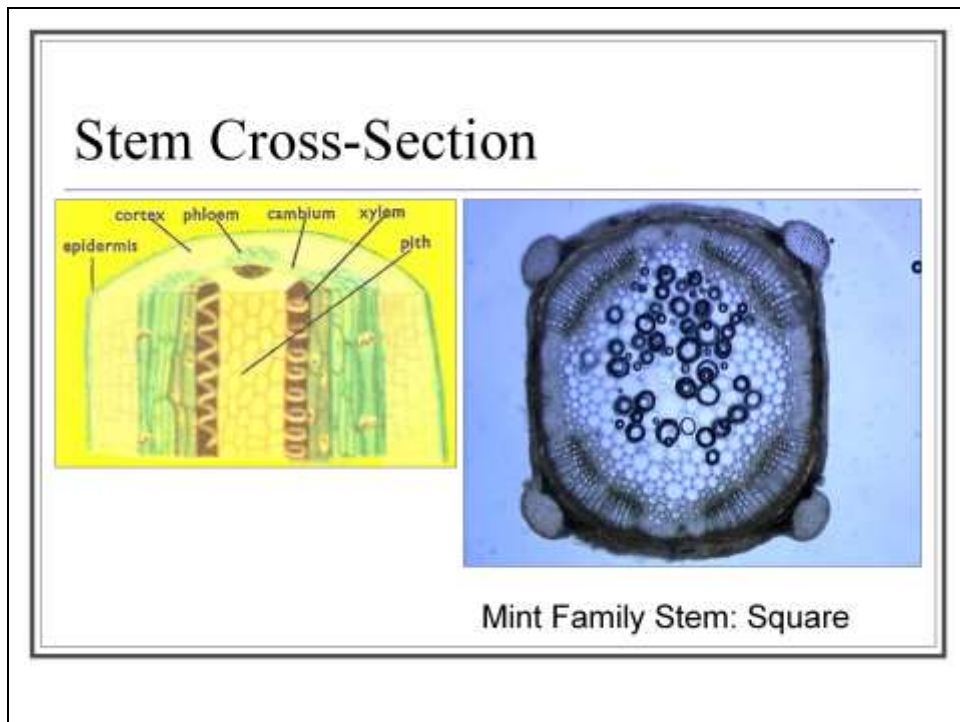 Stem Cross-Section
cortex phloem cambium xylem
epidermis pith
Mint Family Stem: Square